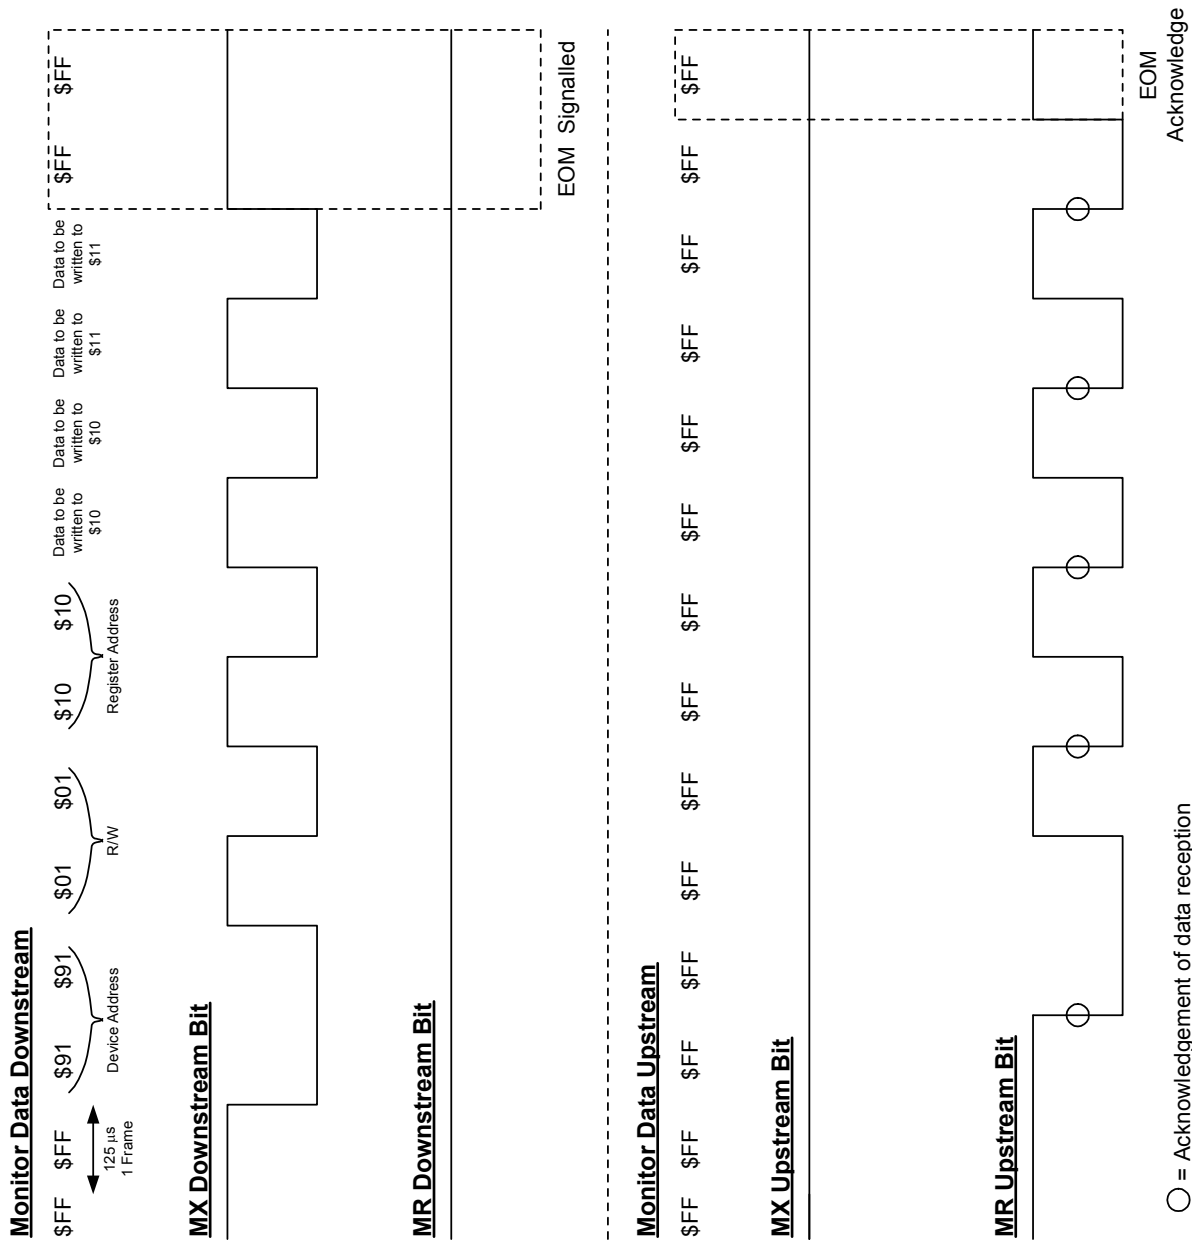 Monitor Data Downstream
$FF $FF $91 $91 $01 $01 $10 $10
Data to be
written to
$10
Data to be
written to
$10
Data to be
written to
$11
Data to be
written to
$11
$FF $FF
125 µs
1 Frame
Device Address
R/W
Register Address
MX Downstream Bit
MR Downstream Bit
EOM Signalled
Monitor Data Upstream
$FF $FF $FF $FF $FF $FF $FF $FF $FF $FF $FF $FF $FF $FF
MX Upstream Bit
MR Upstream Bit
EOM
Acknowledge
= Acknowledgement of data reception